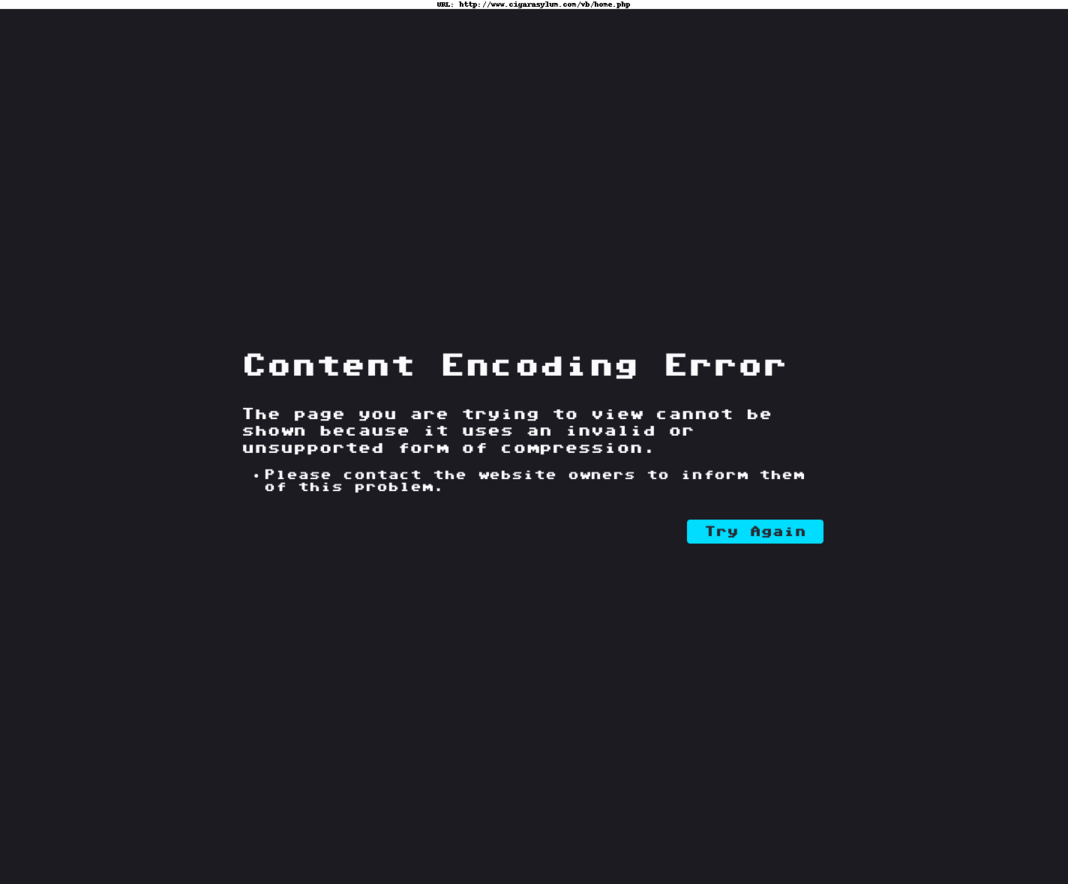 URL: http://www.cigarasylum.com/vb/home.php
Content Encoding Error
The page you are trying to view cannot be
shown because it uses an invalid or
unsupported form of compression.
• Please contact the website owners to inform them
of this problem.
Try Again